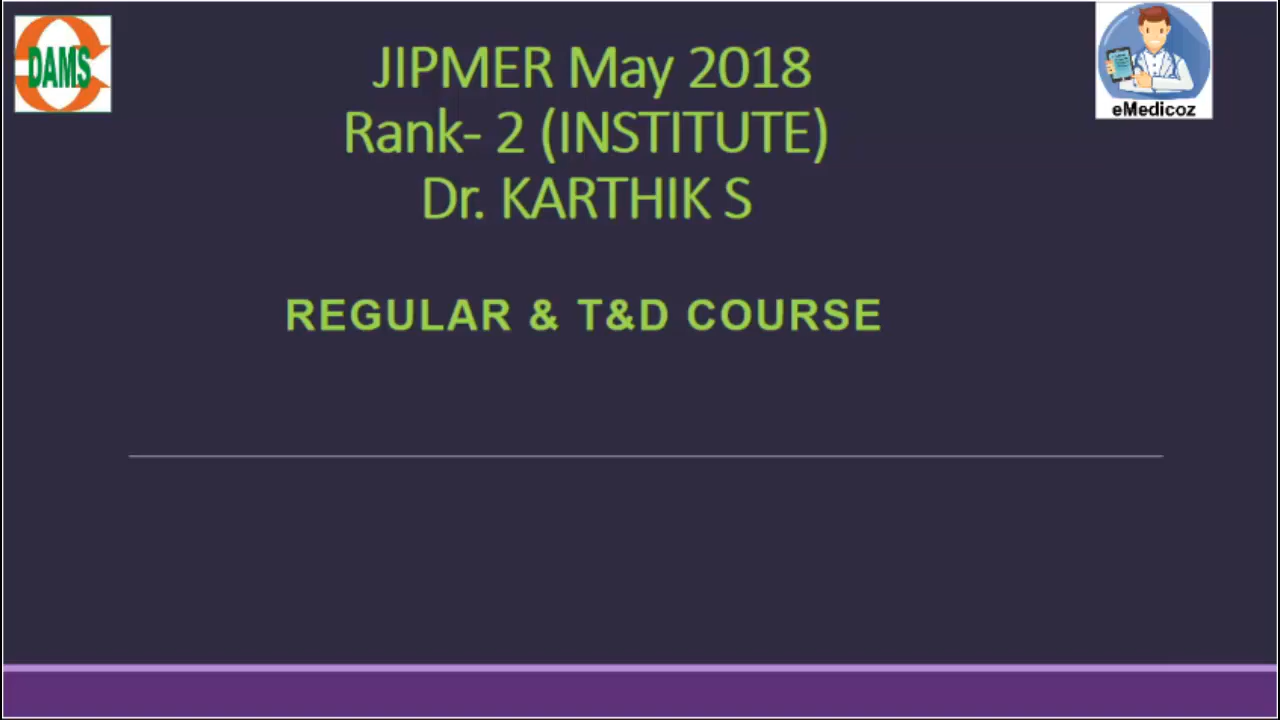 DAMS
eMedicoz
JIPMER May 2018
Rank- 2 (INSTITUTE)
Dr. KARTHIK S
REGULAR & T&D COURSE